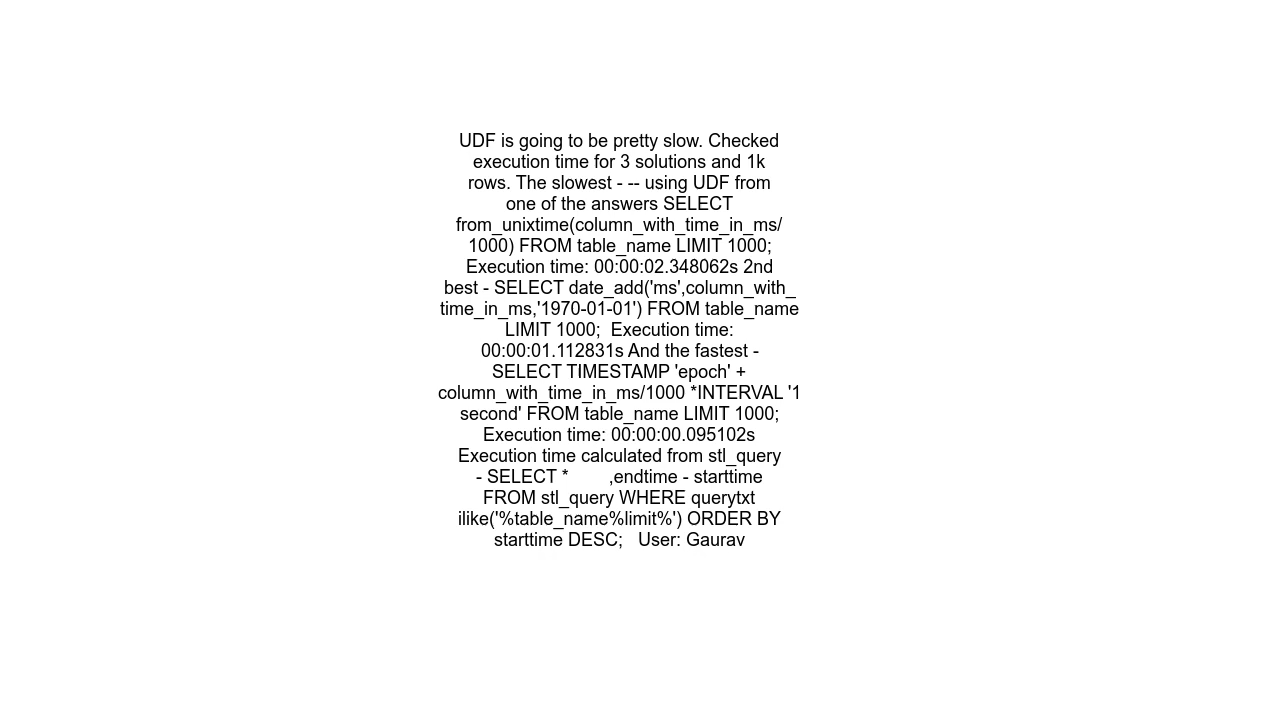 UDF is going to be pretty slow. Checked
execution time for 3 solutions and 1k
rows. The slowest - -- using UDF from
one of the answers SELECT
from_unixtime(column_with_time_in_ms/
1000) FROM table_name LIMIT 1000;
Execution time: 00:00:02.348062s 2nd
best - SELECT date_add('ms',column_with_
time_in_ms,'1970-01-01') FROM table_name
LIMIT 1000;  Execution time:
00:00:01.112831s And the fastest -
SELECT TIMESTAMP 'epoch' +
column_with_time_in_ms/1000 *INTERVAL '1
second' FROM table_name LIMIT 1000;
Execution time: 00:00:00.095102s
Execution time calculated from stl_query
- SELECT *        ,endtime - starttime
FROM stl_query WHERE querytxt
ilike('%table_name%limit%') ORDER BY
starttime DESC;   User: Gaurav